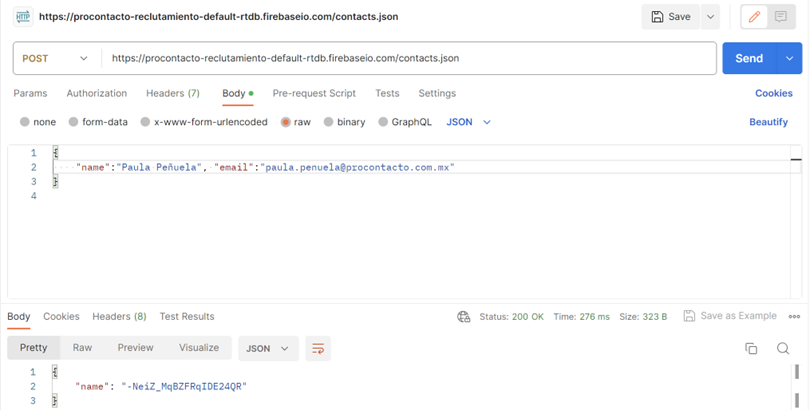 HTTP https://procontacto-reclutamiento-default-rtdb.firebaseio.com/contacts.json Save
POST https://procontacto-reclutamiento-default-rtdb.firebaseio.com/contacts.json Send
Params Authorization Headers (7) Body Pre-request Script Tests Settings Cookies
none form-data x-www-form-urlencoded raw binary GraphQL JSON Beautify
1 {
2 "name":"Paula Peñuela", "email":"paula.penuela@procontacto.com.mx"
3 }
4
Body Cookies Headers (8) Test Results Status: 200 OK Time: 276 ms Size: 323 B Save as Example
Pretty Raw Preview Visualize JSON
1 {
2 "name": "-NeiZ_MqBZFRqIDE24QR"
3 }